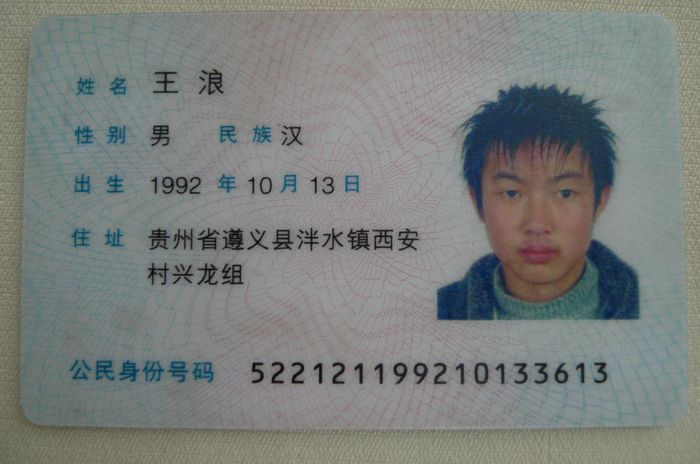 姓名 王浪
性别 男 民族 汉
出生 1992 年 10 月 13 日
住址 贵州省遵义县泮水镇西安
村兴龙组
公民身份号码 522121199210133613